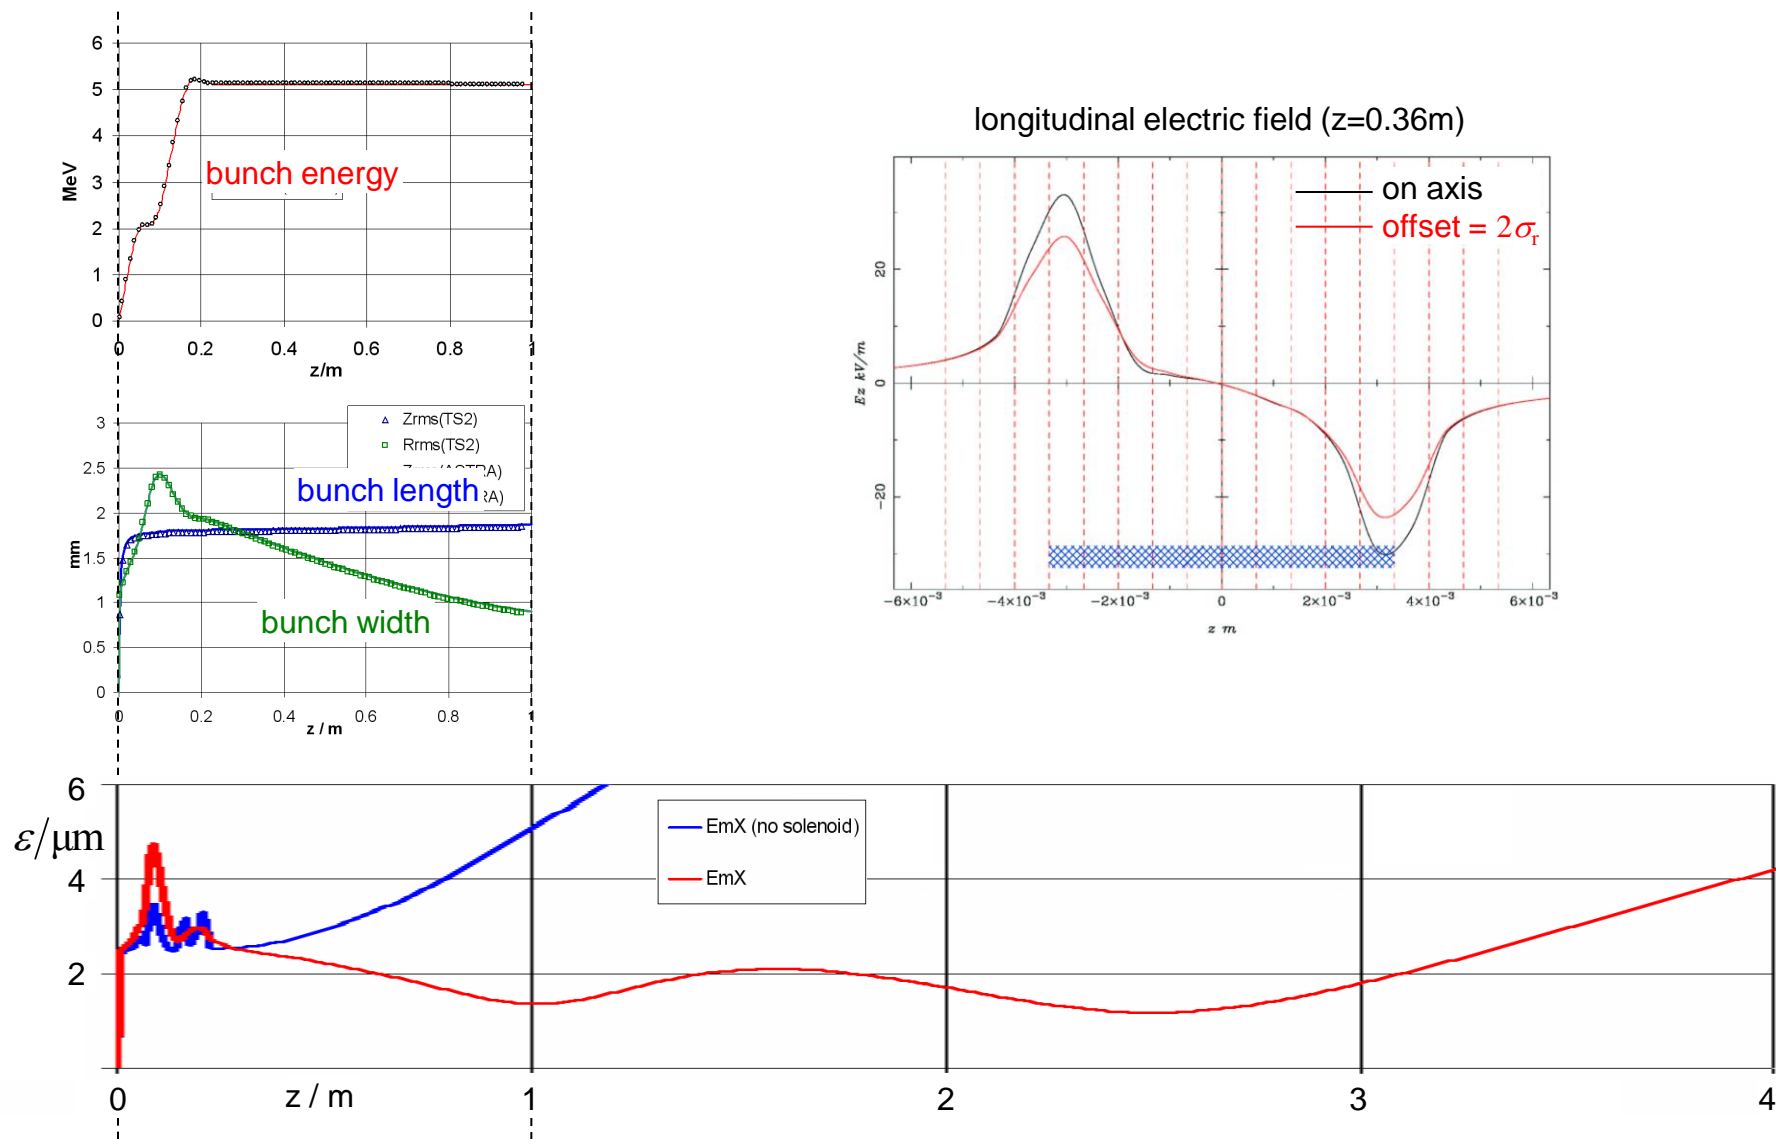 6
5
4
3
2
1
0
MeV
bunch energy
0
0.2
0.4
0.6
0.8
1
z/m
longitudinal electric field (z=0.36m)
on axis
offset = 2σr
20
0
−20
Ez kV/m
−6×10−3
−4×10−3
−2×10−3
0
2×10−3
4×10−3
6×10−3
z m
3
2.5
2
1.5
1
0.5
0
mm
Zrms(TS2)
Rrms(TS2)
bunch length
bunch width
0
0.2
0.4
0.6
0.8
1
z / m
6
ε/μm
4
2
EmX (no solenoid)
EmX
0
z / m
1
2
3
4